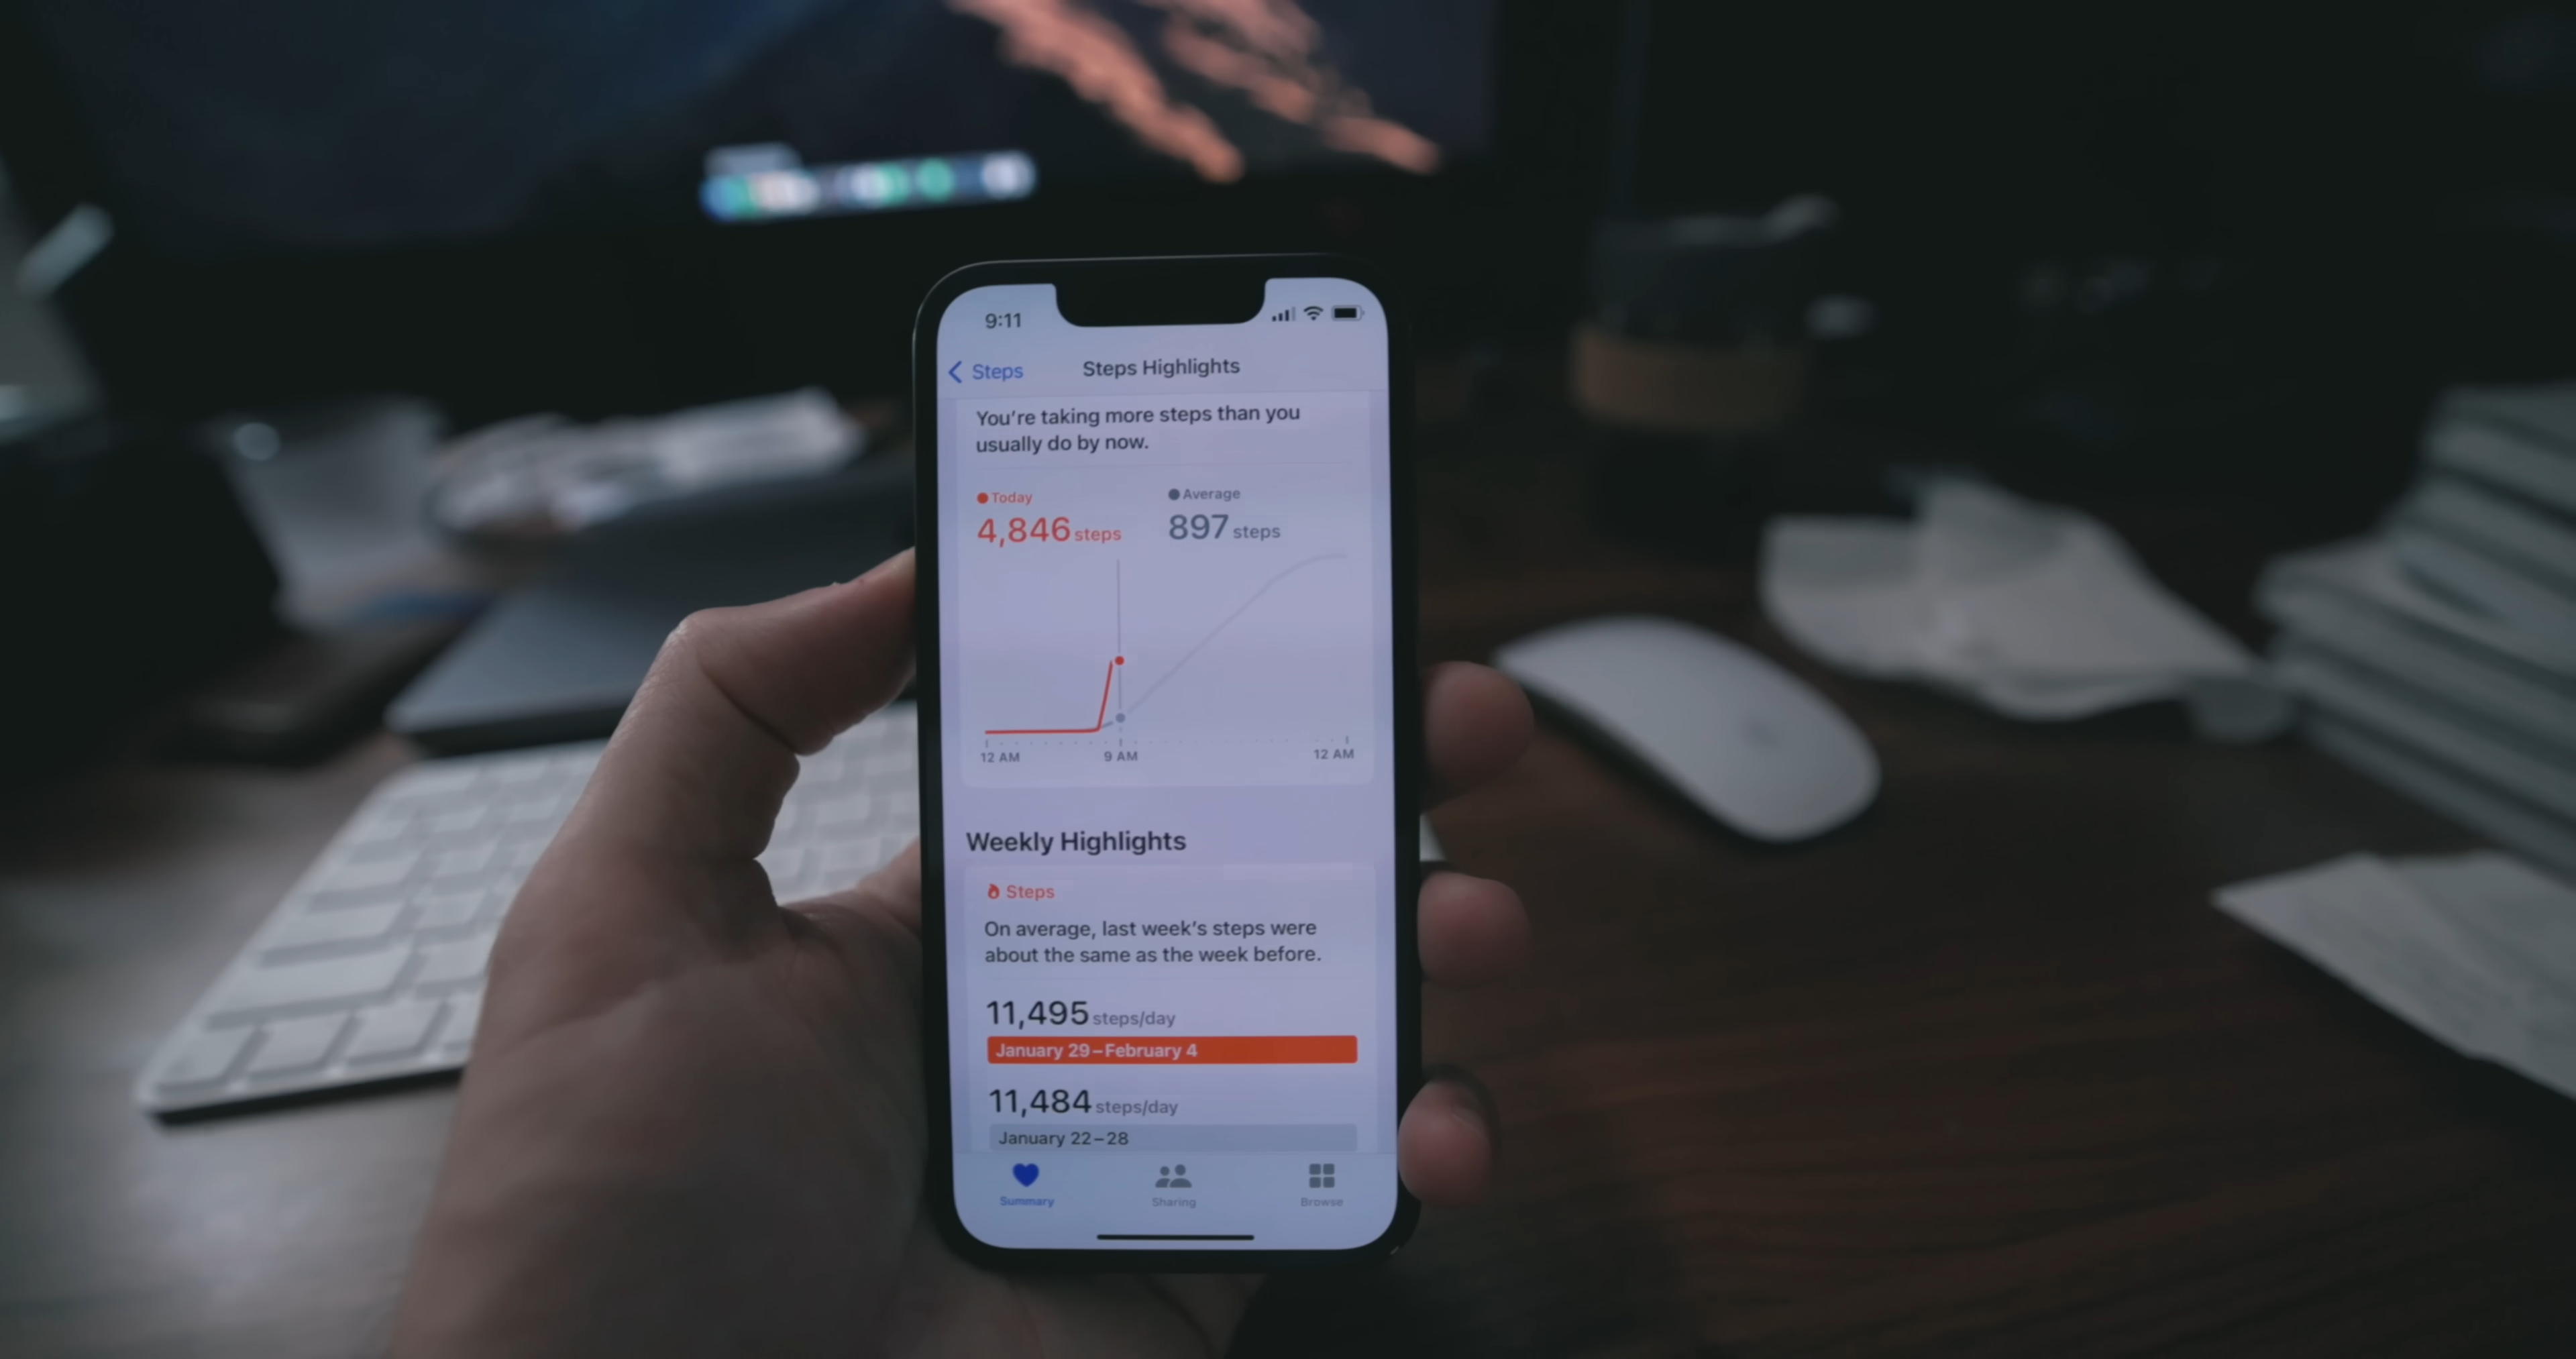 9:11
Steps
Steps Highlights
You're taking more steps than you
usually do by now.
Today
Average
4,846 steps
897 steps
12 AM
9 AM
12 AM
Weekly Highlights
Steps
On average, last week's steps were
about the same as the week before.
11,495 steps/day
January 29–February 4
11,484 steps/day
January 22–28
Summary
Sharing
Browse